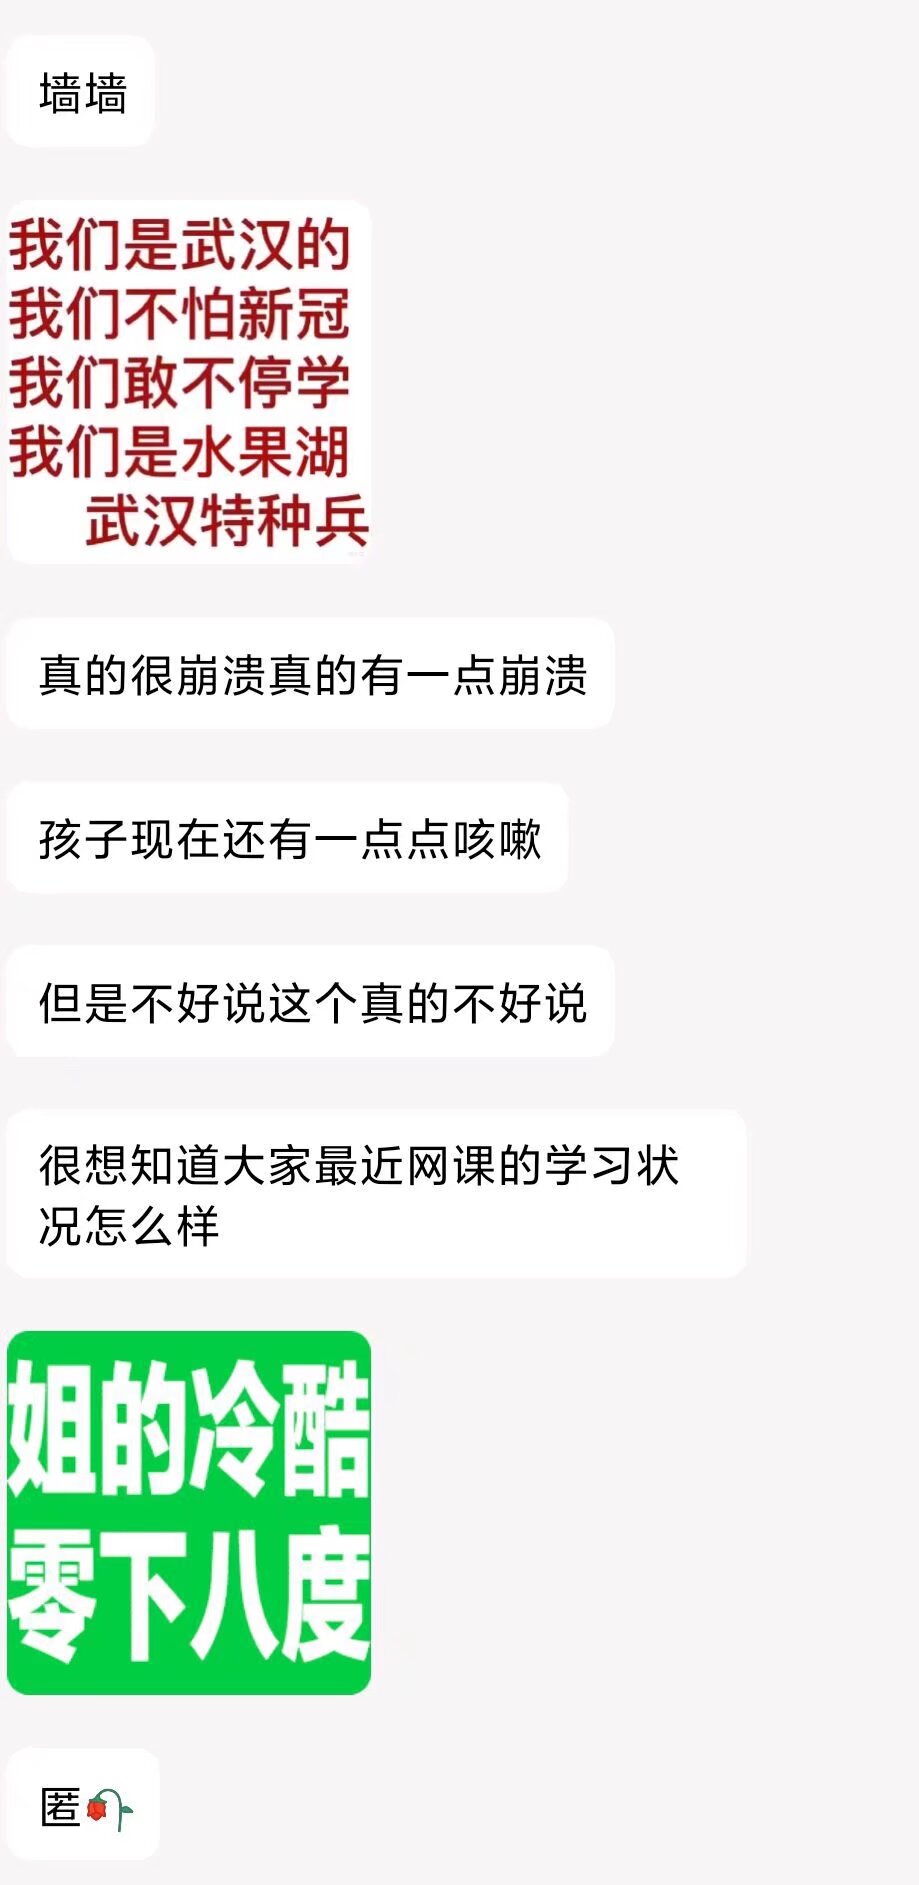 墙墙
我们是武汉的
我们不怕新冠
我们敢不停学
我们是水果湖
武汉特种兵
真的很崩溃真的有一点崩溃
孩子现在还有一点点咳嗽
但是不好说这个真的不好说
很想知道大家最近网课的学习状
况怎么样
姐的冷酷
零下八度
匿🥀